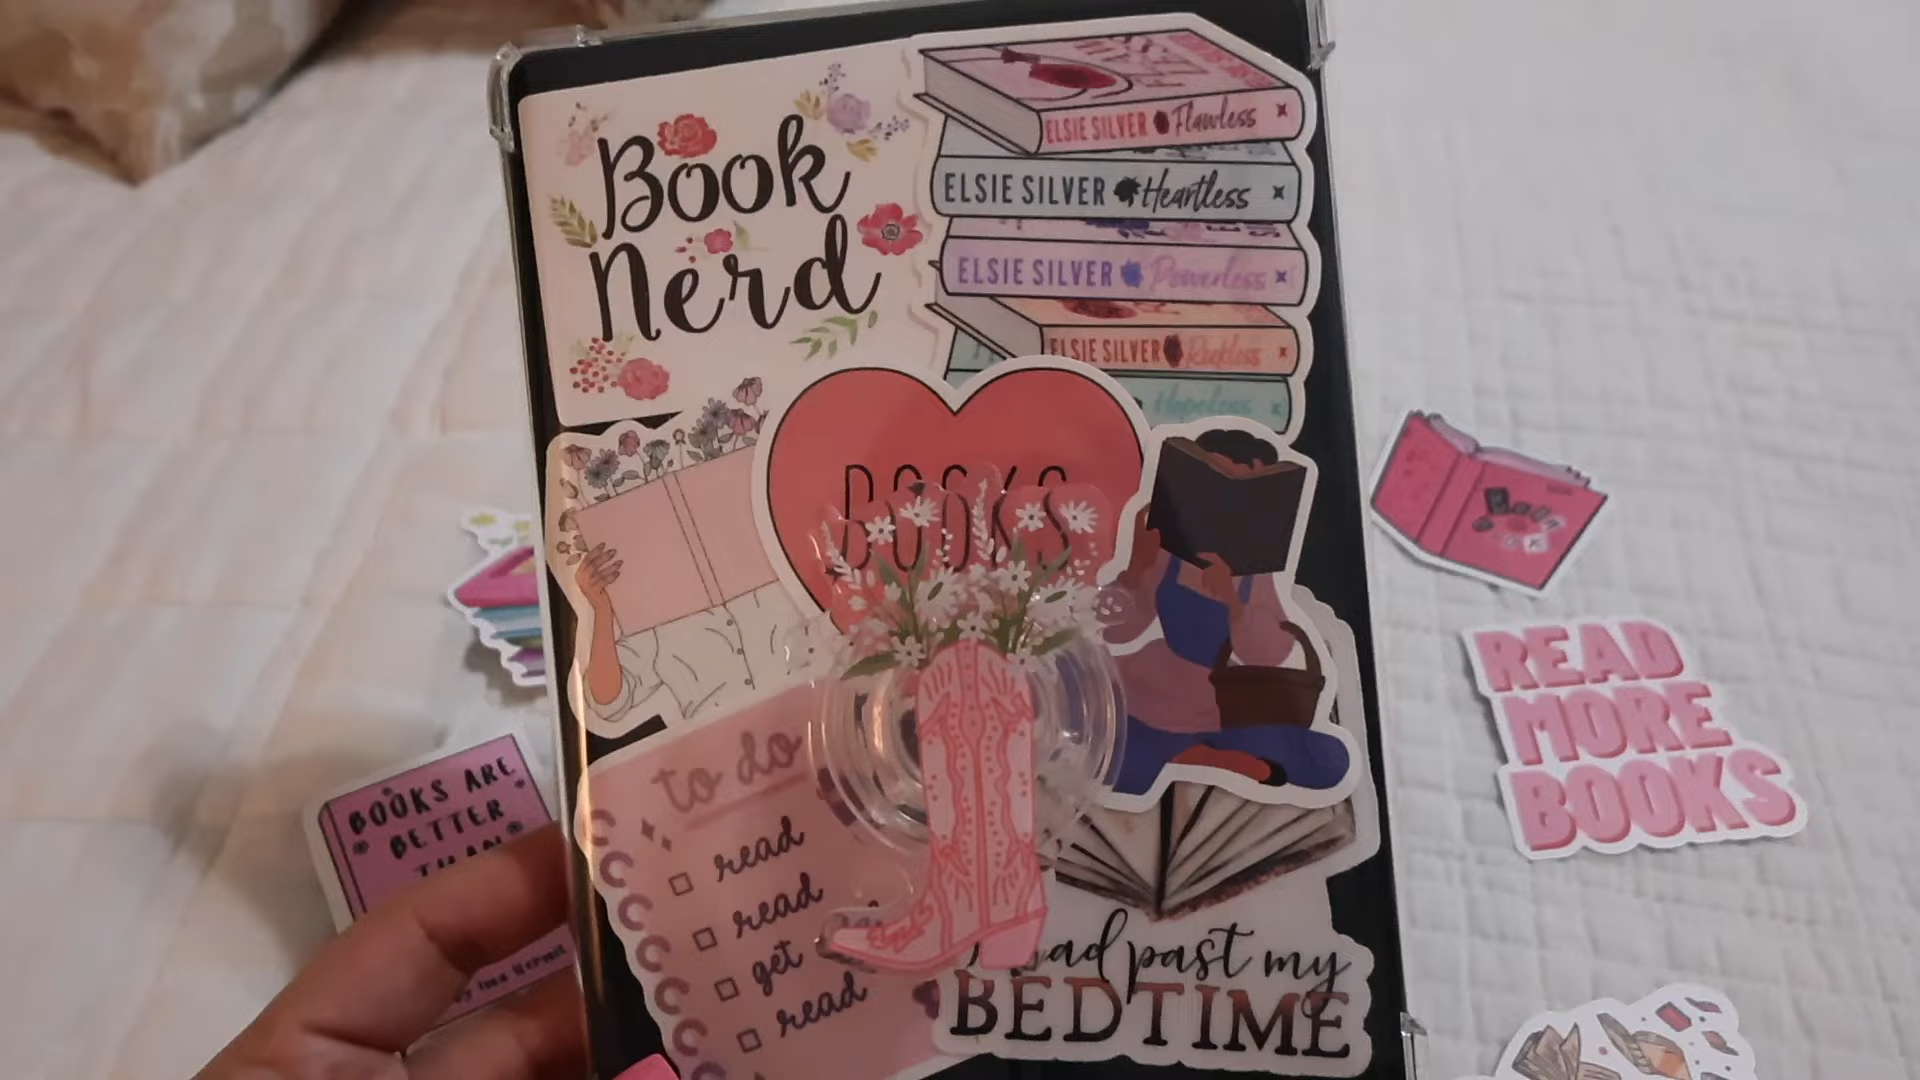 Book
Nerd
ELSIE SILVER Flawless
ELSIE SILVER Heartless
ELSIE SILVER Powerless
ELSIE SILVER Reckless
Hopeless
BOOKS
to do
read
read
get
read
past my
BEDTIME
BOOKS ARE
BETTER
THAN
READ
MORE
BOOKS